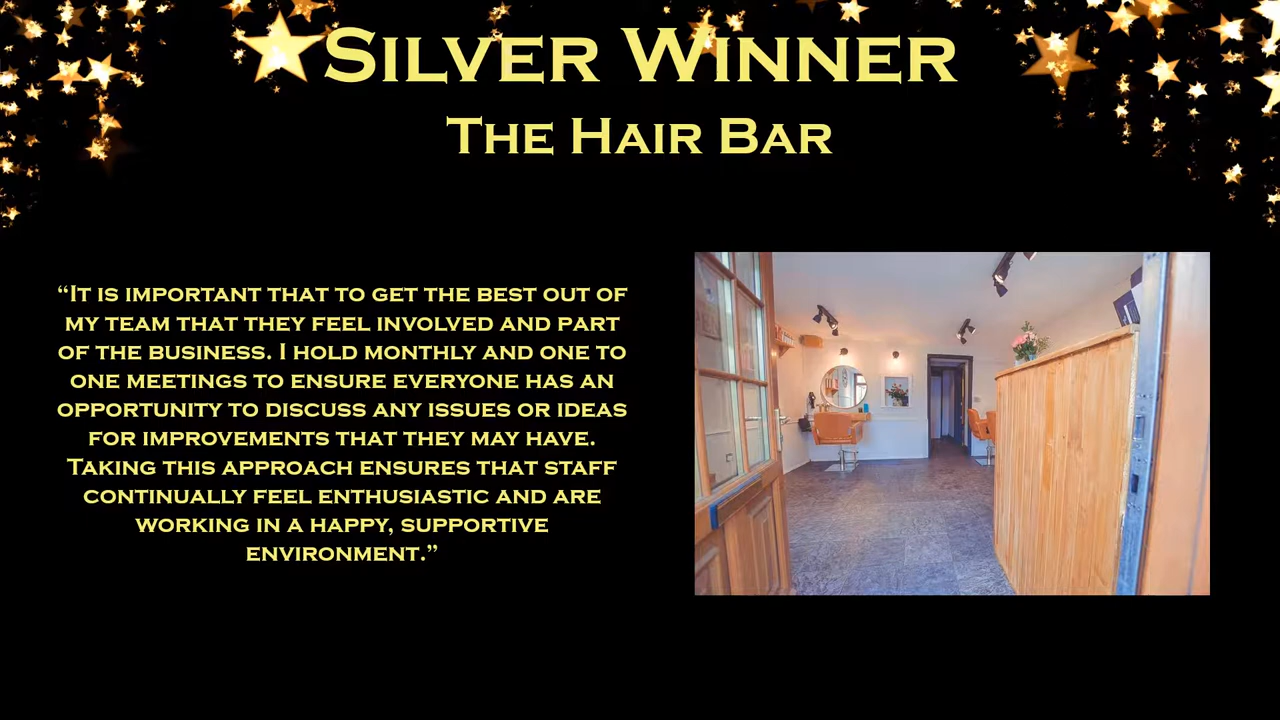 Silver Winner
The Hair Bar
“It is important that to get the best out of
my team that they feel involved and part
of the business. I hold monthly and one to
one meetings to ensure everyone has an
opportunity to discuss any issues or ideas
for improvements that they may have.
Taking this approach ensures that staff
continually feel enthusiastic and are
working in a happy, supportive
environment.”